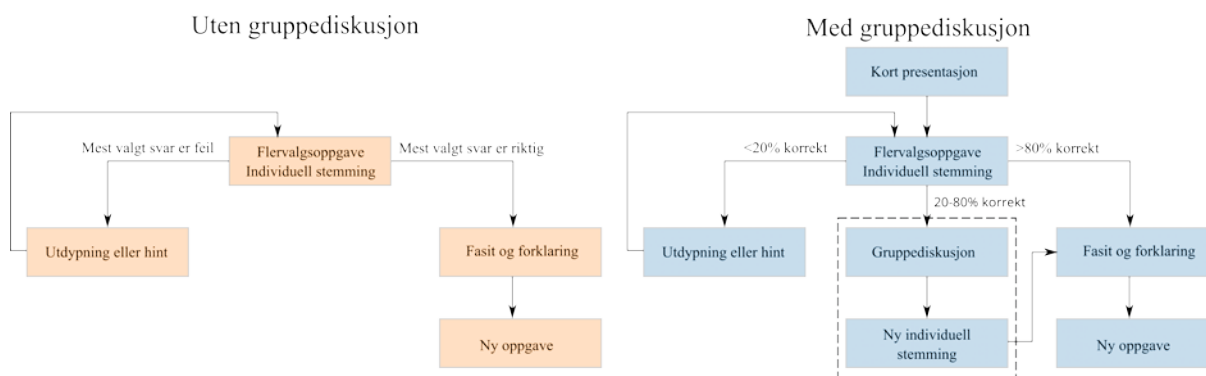 Uten gruppediskusjon
Mest valgt svar er feil
Flervalgsoppgave
Individuell stemming
Mest valgt svar er riktig
Utdypning eller hint
Fasit og forklaring
Ny oppgave
Med gruppediskusjon
Kort presentasjon
<20% korrekt
Flervalgsoppgave
Individuell stemming
>80% korrekt
20-80% korrekt
Utdypning eller hint
Gruppediskusjon
Fasit og forklaring
Ny individuell
stemming
Ny oppgave